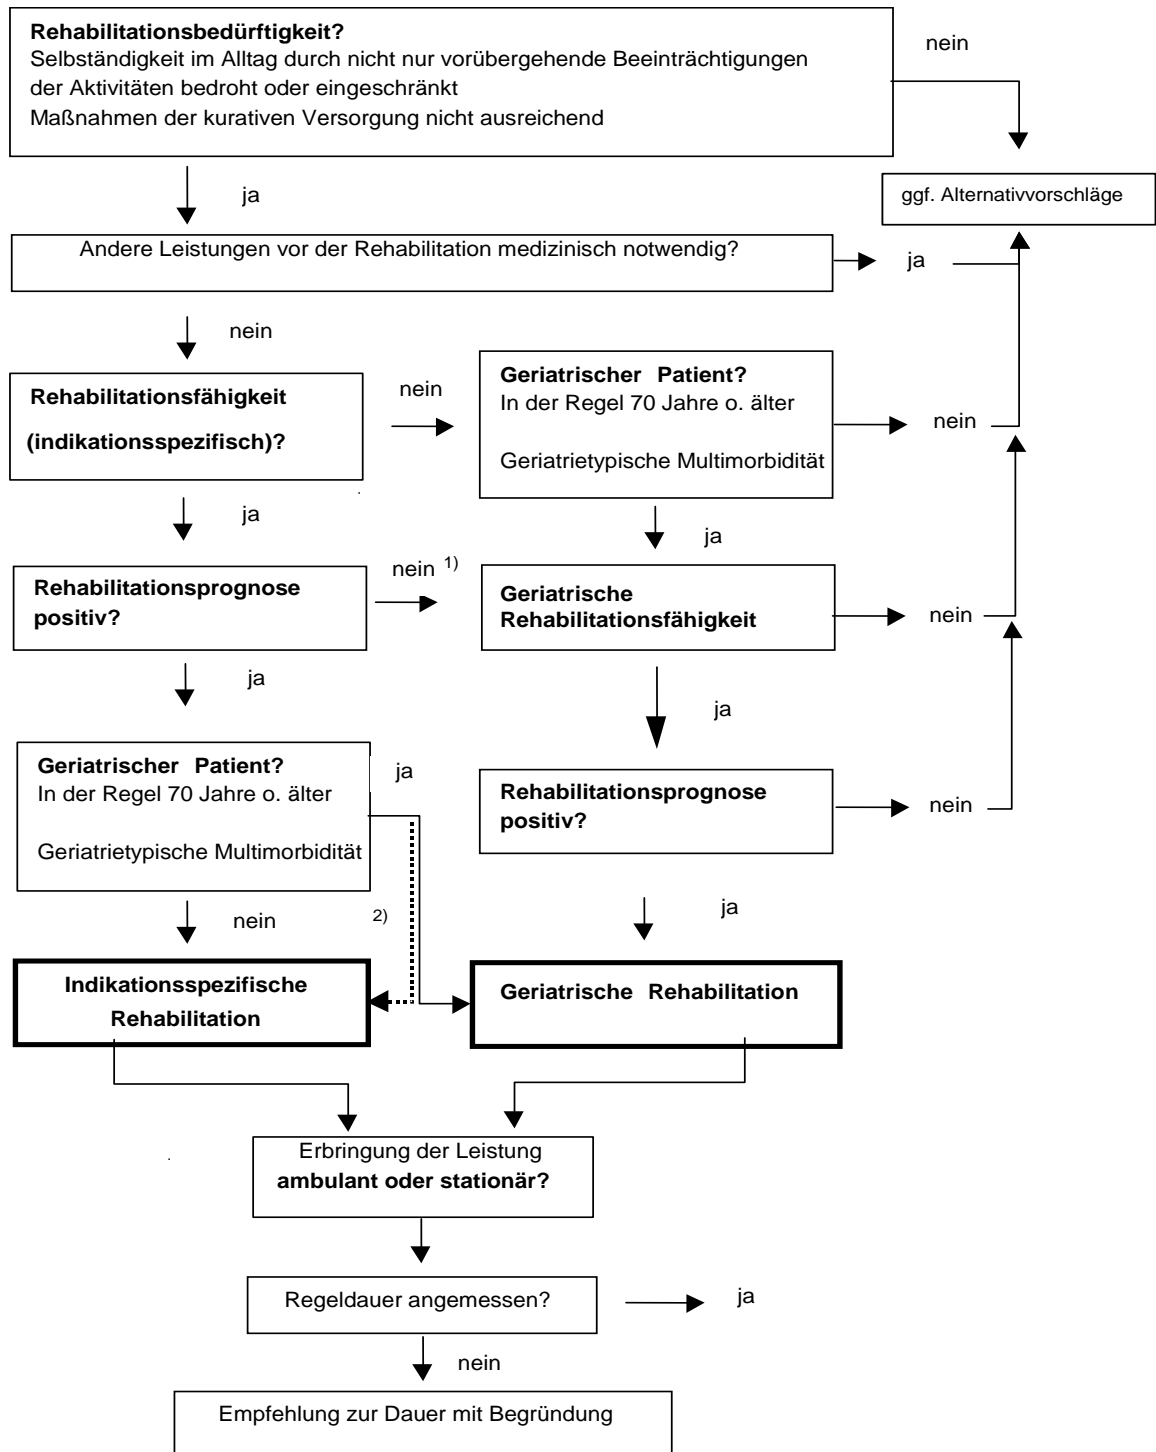 Rehabilitationsbedürftigkeit?
Selbständigkeit im Alltag durch nicht nur vorübergehende Beeinträchtigungen
der Aktivitäten bedroht oder eingeschränkt
Maßnahmen der kurativen Versorgung nicht ausreichend
nein
ja
ggf. Alternativvorschläge
Andere Leistungen vor der Rehabilitation medizinisch notwendig?
ja
nein
Rehabilitationsfähigkeit
(indikationsspezifisch)?
nein
Geriatrischer Patient?
In der Regel 70 Jahre o. älter
Geriatrietypische Multimorbidität
nein
ja
ja
Rehabilitationsprognose
positiv?
nein 1)
Geriatrische
Rehabilitationsfähigkeit
nein
ja
ja
Geriatrischer Patient?
In der Regel 70 Jahre o. älter
Geriatrietypische Multimorbidität
ja
Rehabilitationsprognose
positiv?
nein
nein
2)
ja
Indikationsspezifische
Rehabilitation
Geriatrische Rehabilitation
Erbringung der Leistung
ambulant oder stationär?
Regeldauer angemessen?
ja
nein
Empfehlung zur Dauer mit Begründung